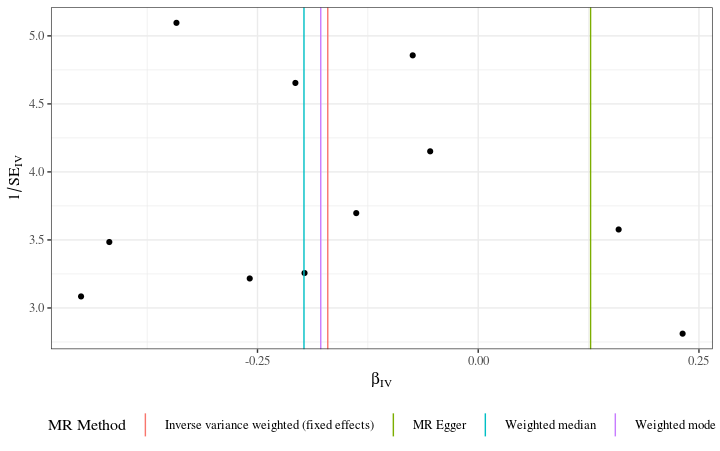 5.0
4.5
4.0
3.5
3.0
1/SE_IV
-0.25
0.00
0.25
β_IV
MR Method
Inverse variance weighted (fixed effects)
MR Egger
Weighted median
Weighted mode